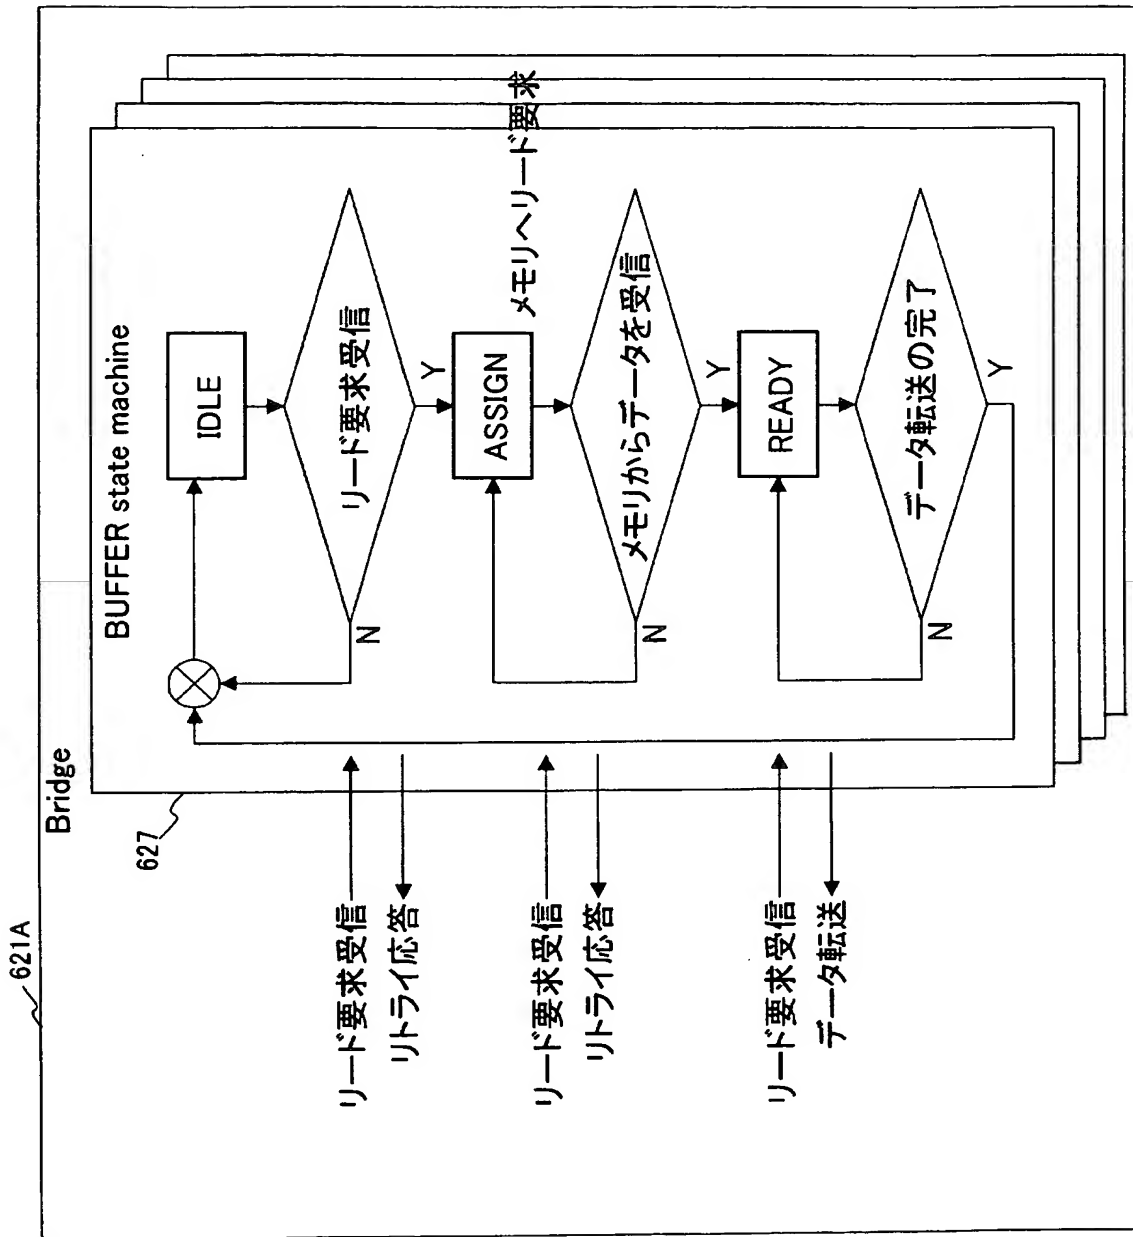 621A
Bridge
627
BUFFER state machine
IDLE
リード要求受信
N
Y
リード要求受信
リトライ応答
ASSIGN
メモリへリード要求
メモリからデータを受信
N
Y
リード要求受信
リトライ応答
READY
データ転送の完了
N
Y
リード要求受信
データ転送